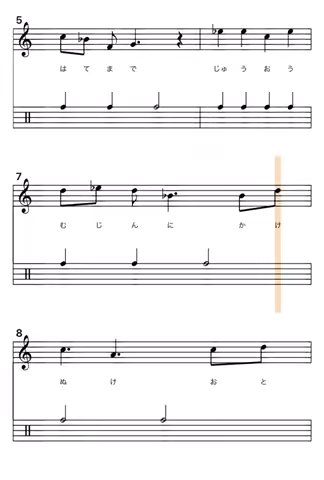 5
はてまで じゅうおう
7
むじんに かけ
8
ぬけ おと